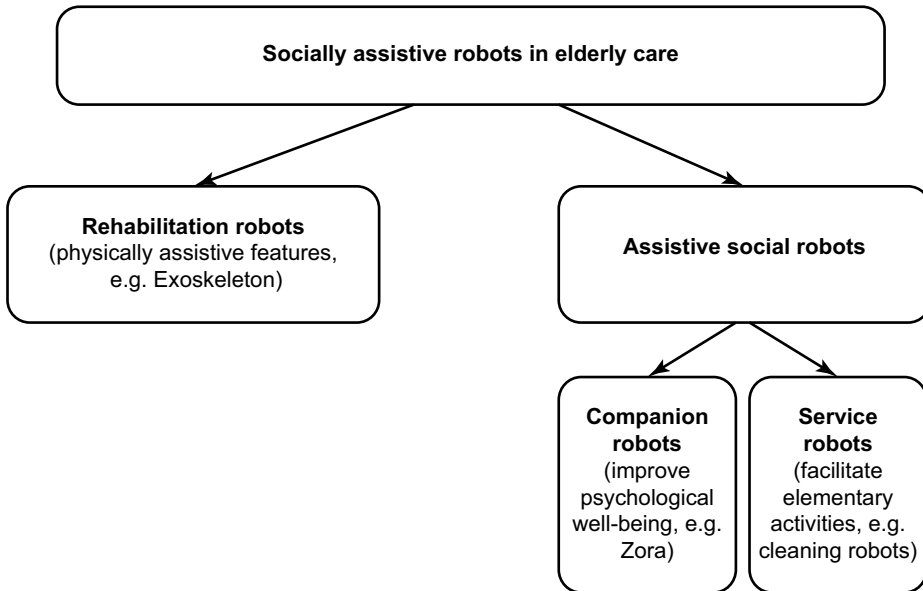 Socially assistive robots in elderly care
Rehabilitation robots
(physically assistive features,
e.g. Exoskeleton)
Assistive social robots
Companion
robots
(improve
psychological
well-being, e.g.
Zora)
Service
robots
(facilitate
elementary
activities, e.g.
cleaning robots)